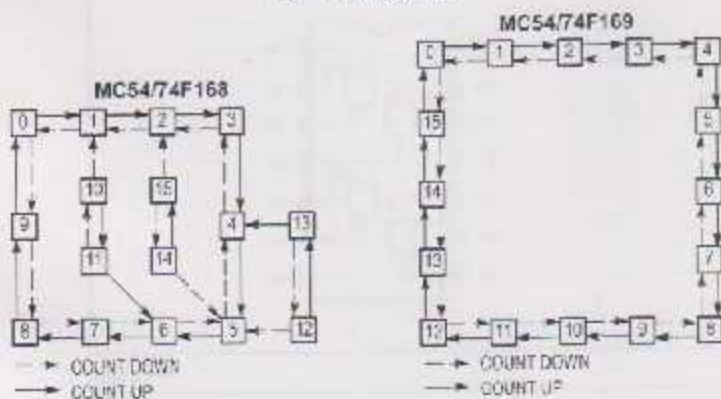 MC54/74F168
0 1 2 3
10 15
9 4 13
11 14
8 7 6 5 12
COUNT DOWN
COUNT UP
MC54/74F169
0 1 2 3 4
15 5
14 6
13 7
12 11 10 9 8
COUNT DOWN
COUNT UP